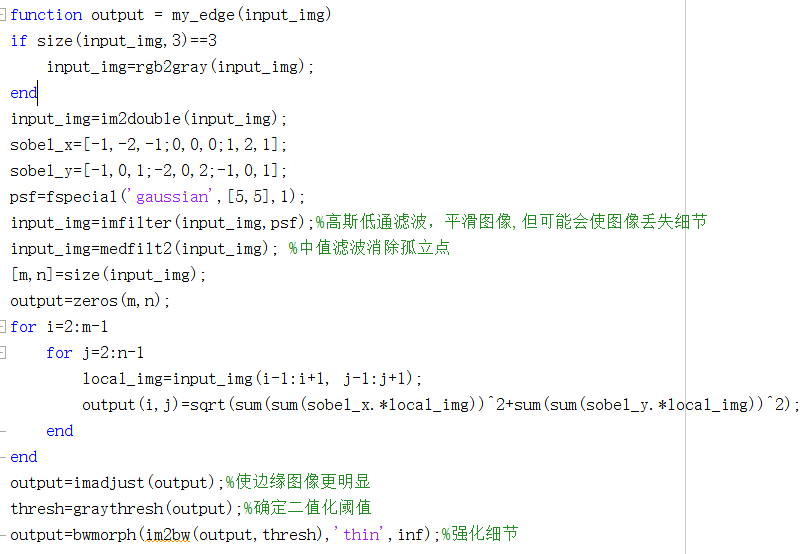 function output = my_edge(input_img)
if size(input_img,3)==3
    input_img=rgb2gray(input_img);
end
input_img=im2double(input_img);
sobel_x=[-1,-2,-1;0,0,0;1,2,1];
sobel_y=[-1,0,1;-2,0,2;-1,0,1];
psf=fspecial('gaussian',[5,5],1);
input_img=imfilter(input_img,psf);%高斯低通滤波，平滑图像,但可能会使图像丢失细节
input_img=medfilt2(input_img); %中值滤波消除孤立点
[m,n]=size(input_img);
output=zeros(m,n);
for i=2:m-1
    for j=2:n-1
        local_img=input_img(i-1:i+1, j-1:j+1);
        output(i,j)=sqrt(sum(sum(sobel_x.*local_img))^2+sum(sum(sobel_y.*local_img))^2);
    end
end
output=imadjust(output);%使边缘图像更明显
thresh=graythresh(output);%确定二值化阈值
output=bwmorph(im2bw(output,thresh),'thin',inf);%强化细节